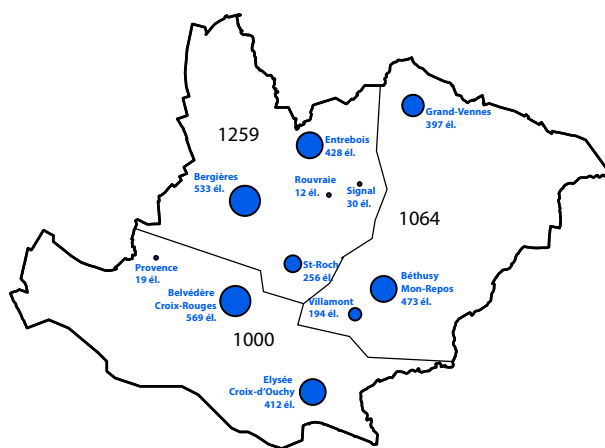 Grand-Vennes
397 él.
1259
Entrebois
428 él.
Bergières
533 él.
Rouvraie
12 él.
Signal
30 él.
1064
St-Roch
256 él.
Provence
19 él.
Béthusy
Mon-Repos
473 él.
Belvédère
Croix-Rouges
569 él.
Villamont
194 él.
1000
Elysée
Croix-d'Ouchy
412 él.